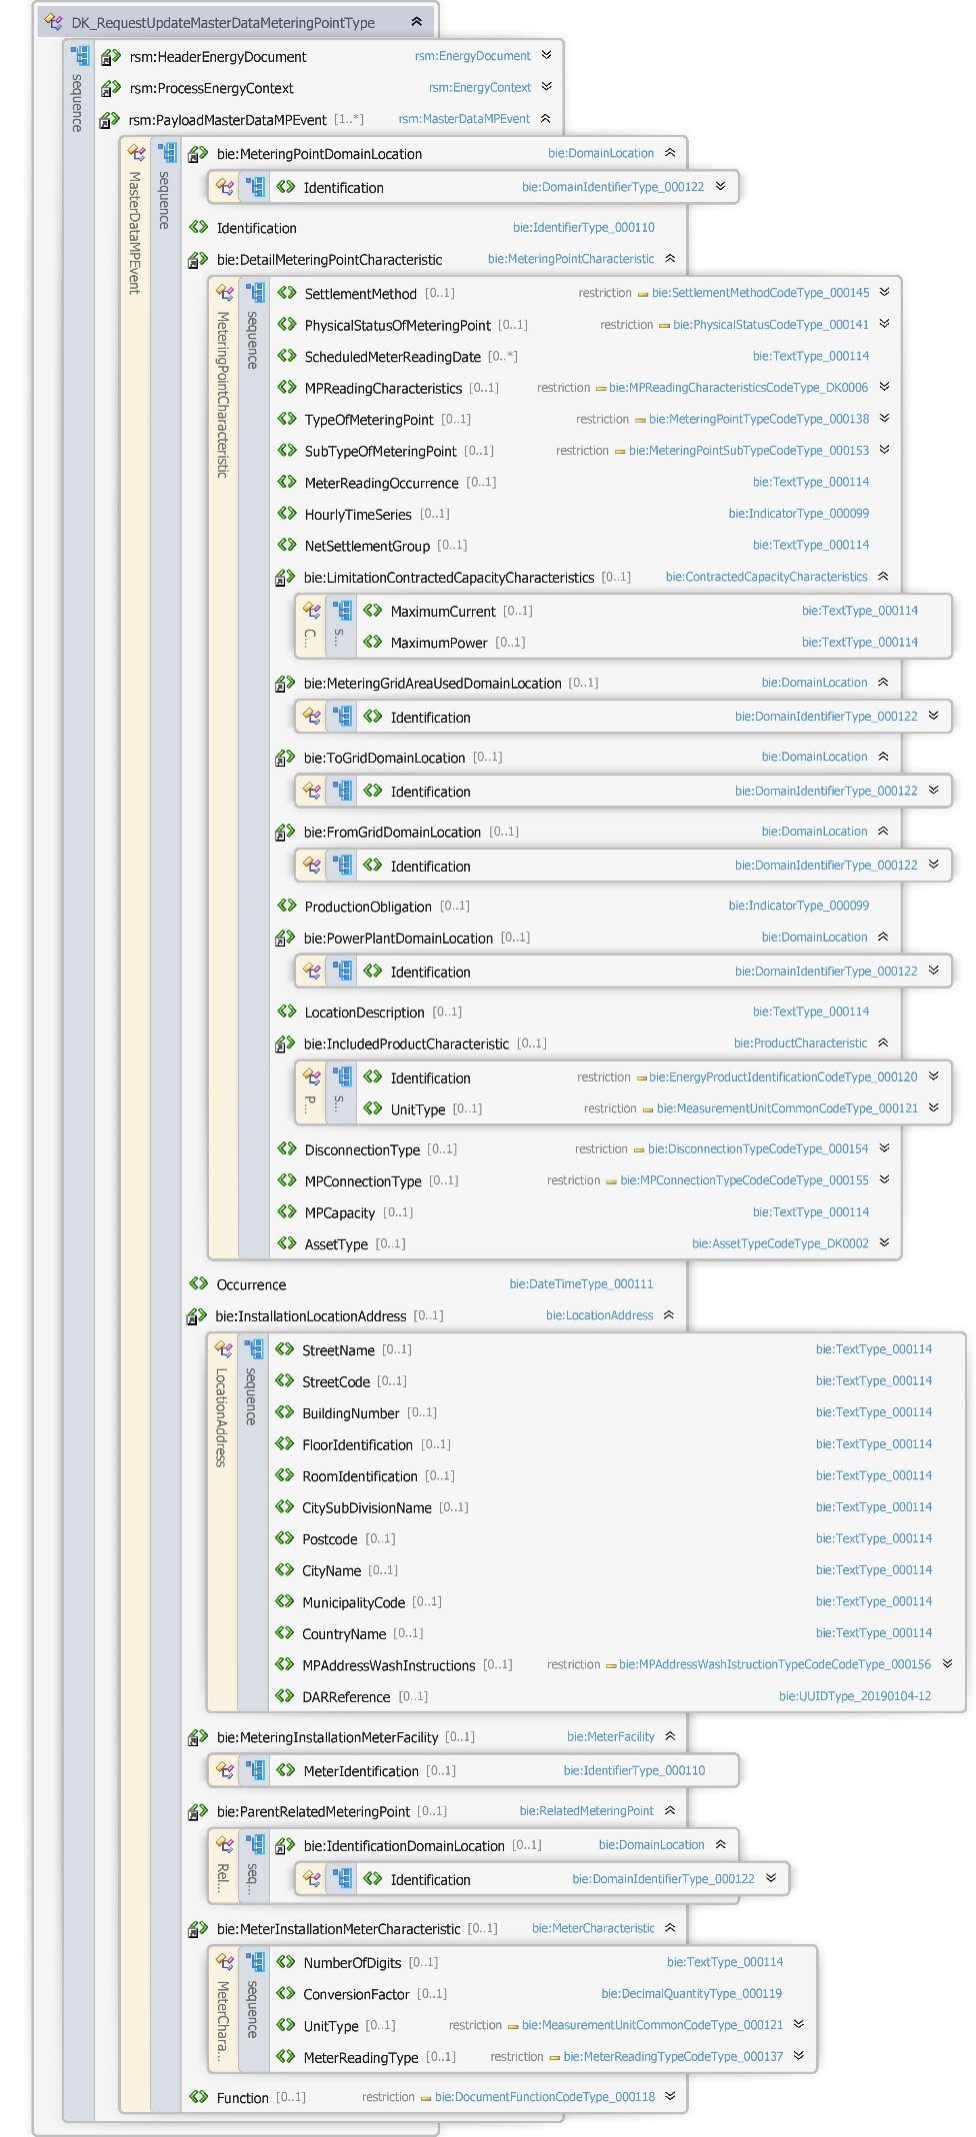 DK_RequestUpdateMasterDataMeteringPointType
sequence
rsm:HeaderEnergyDocument rsm:EnergyDocument
rsm:ProcessEnergyContext rsm:EnergyContext
rsm:PayloadMasterDataMPEvent [1..*] rsm:MasterDataMPEvent
MasterDataMPEvent
sequence
bie:MeteringPointDomainLocation bie:DomainLocation
Identification bie:DomainIdentifierType_000122
Identification bie:IdentifierType_000110
bie:DetailMeteringPointCharacteristic bie:MeteringPointCharacteristic
MeteringPointCharacteristic
sequence
SettlementMethod [0..1] restriction bie:SettlementMethodCodeType_000145
PhysicalStatusOfMeteringPoint [0..1] restriction bie:PhysicalStatusCodeType_000141
ScheduledMeterReadingDate [0..*] bie:TextType_000114
MPReadingCharacteristics [0..1] restriction bie:MPReadingCharacteristicsCodeType_DK0006
TypeOfMeteringPoint [0..1] restriction bie:MeteringPointTypeCodeType_000138
SubTypeOfMeteringPoint [0..1] restriction bie:MeteringPointSubTypeCodeType_000153
MeterReadingOccurrence [0..1] bie:TextType_000114
HourlyTimeSeries [0..1] bie:IndicatorType_000099
NetSettlementGroup [0..1] bie:TextType_000114
bie:LimitationContractedCapacityCharacteristics [0..1] bie:ContractedCapacityCharacteristics
C...
s...
MaximumCurrent [0..1] bie:TextType_000114
MaximumPower [0..1] bie:TextType_000114
bie:MeteringGridAreaUsedDomainLocation [0..1] bie:DomainLocation
Identification bie:DomainIdentifierType_000122
bie:ToGridDomainLocation [0..1] bie:DomainLocation
Identification bie:DomainIdentifierType_000122
bie:FromGridDomainLocation [0..1] bie:DomainLocation
Identification bie:DomainIdentifierType_000122
ProductionObligation [0..1] bie:IndicatorType_000099
bie:PowerPlantDomainLocation [0..1] bie:DomainLocation
Identification bie:DomainIdentifierType_000122
LocationDescription [0..1] bie:TextType_000114
bie:IncludedProductCharacteristic [0..1] bie:ProductCharacteristic
P...
s...
Identification restriction bie:EnergyProductIdentificationCodeType_000120
UnitType [0..1] restriction bie:MeasurementUnitCommonCodeType_000121
DisconnectionType [0..1] restriction bie:DisconnectionTypeCodeType_000154
MPConnectionType [0..1] restriction bie:MPConnectionTypeCodeCodeType_000155
MPCapacity [0..1] bie:TextType_000114
AssetType [0..1] bie:AssetTypeCodeType_DK0002
Occurrence bie:DateTimeType_000111
bie:InstallationLocationAddress [0..1] bie:LocationAddress
LocationAddress
sequence
StreetName [0..1] bie:TextType_000114
StreetCode [0..1] bie:TextType_000114
BuildingNumber [0..1] bie:TextType_000114
FloorIdentification [0..1] bie:TextType_000114
RoomIdentification [0..1] bie:TextType_000114
CitySubDivisionName [0..1] bie:TextType_000114
Postcode [0..1] bie:TextType_000114
CityName [0..1] bie:TextType_000114
MunicipalityCode [0..1] bie:TextType_000114
CountryName [0..1] bie:TextType_000114
MPAddressWashInstructions [0..1] restriction bie:MPAddressWashIstructionTypeCodeCodeType_000156
DARReference [0..1] bie:UUIDType_20190104-12
bie:MeteringInstallationMeterFacility [0..1] bie:MeterFacility
MeterIdentification [0..1] bie:IdentifierType_000110
bie:ParentRelatedMeteringPoint [0..1] bie:RelatedMeteringPoint
Rel...
seq...
bie:IdentificationDomainLocation [0..1] bie:DomainLocation
Identification bie:DomainIdentifierType_000122
bie:MeterInstallationMeterCharacteristic [0..1] bie:MeterCharacteristic
MeterChara...
sequence
NumberOfDigits [0..1] bie:TextType_000114
ConversionFactor [0..1] bie:DecimalQuantityType_000119
UnitType [0..1] restriction bie:MeasurementUnitCommonCodeType_000121
MeterReadingType [0..1] restriction bie:MeterReadingTypeCodeType_000137
Function [0..1] restriction bie:DocumentFunctionCodeType_000118